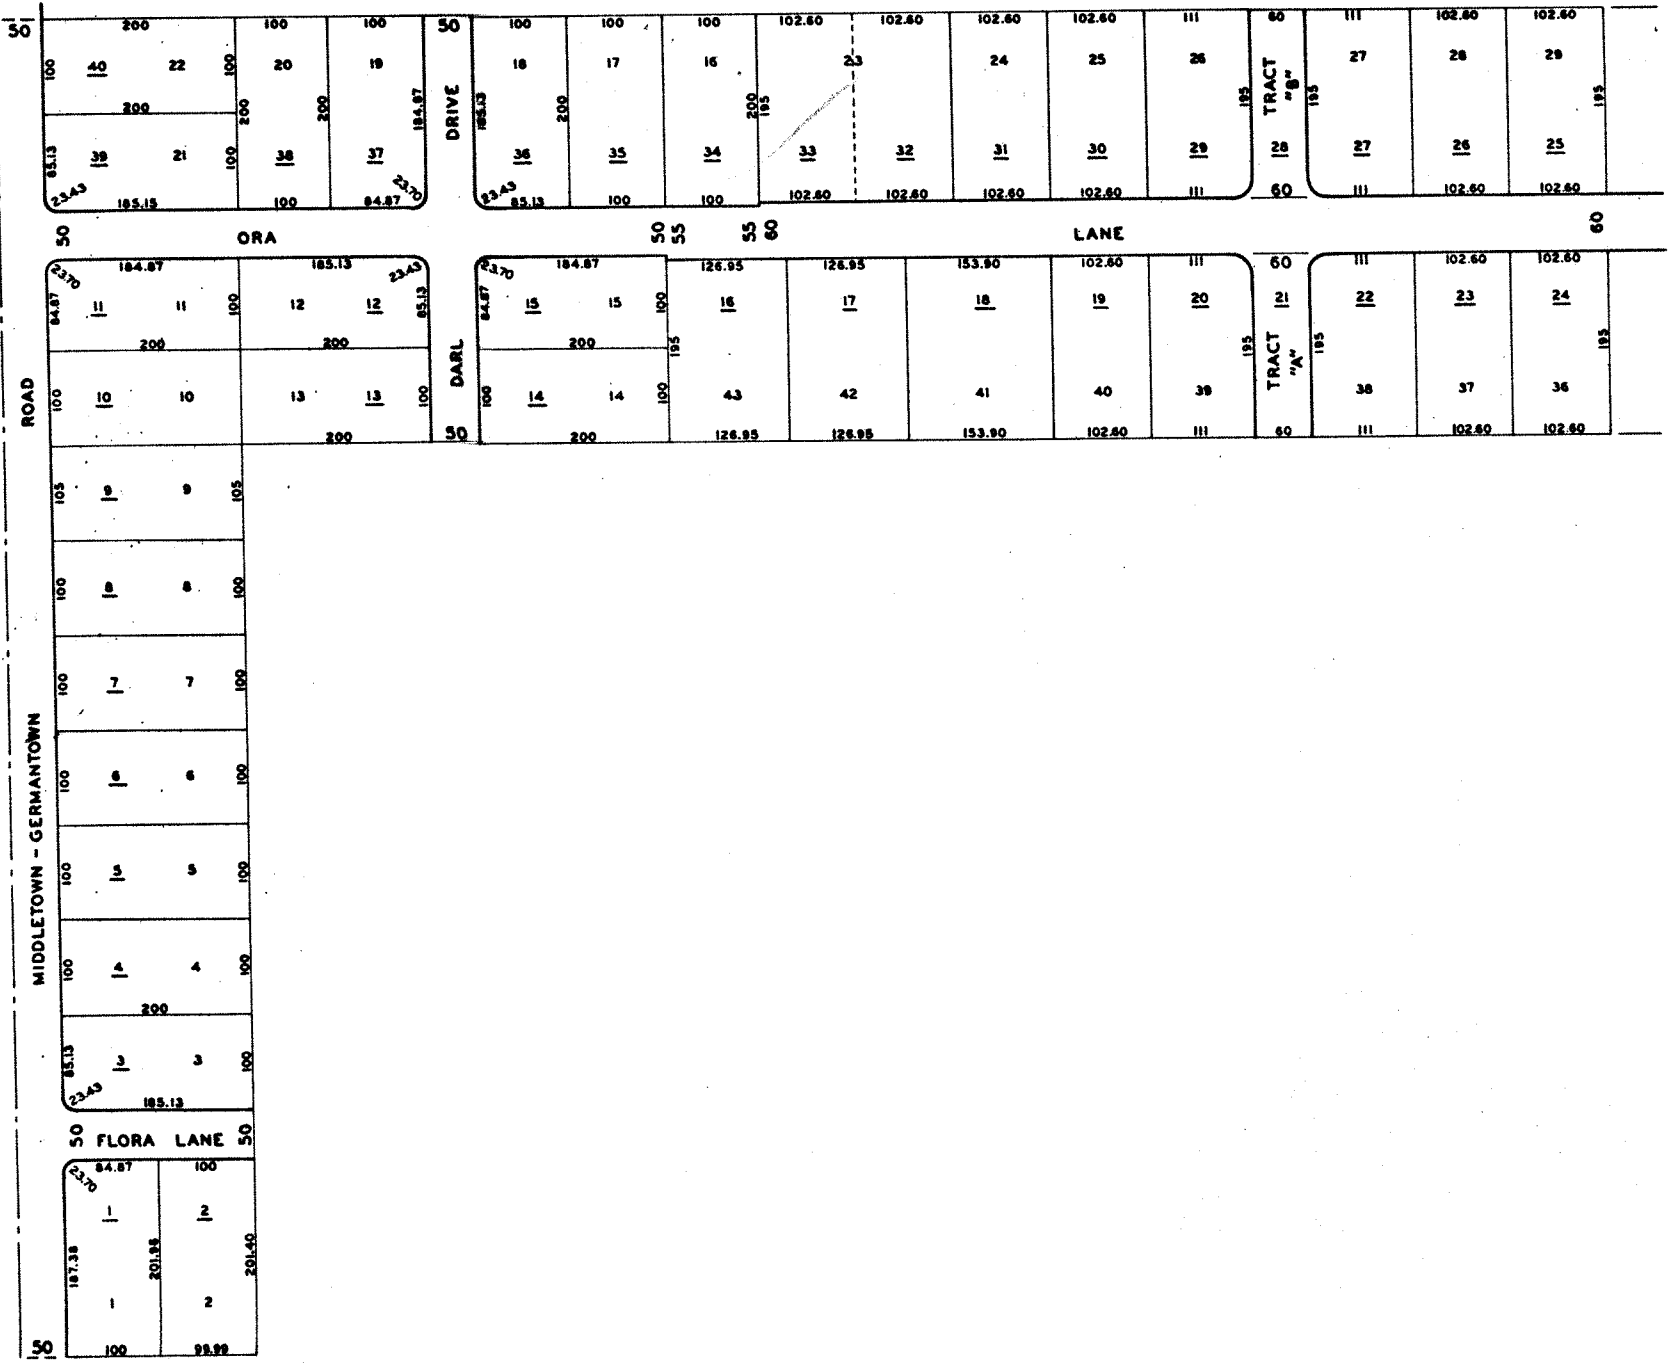 50 200 100 100 50 100 100 100 102.60 102.60 102.60 102.60 111 60 111 102.60 102.60
100 40 22 100 20 19 18 17 16 23 24 25 26 27 28 29
200 200 200 184.87 DRIVE 185.13 200 200 195 195 TRACT "B" 195 195
85.13 39 21 100 38 37 36 35 34 33 32 31 30 29 28 27 26 25
23.43 185.15 100 84.87 23.70 23.43 85.13 100 100 102.60 102.60 102.60 102.60 111 60 111 102.60 102.60
50 ORA 50 55 55 60 LANE 60
23.70 184.87 185.13 23.43 23.70 184.87 126.95 126.95 153.90 102.60 111 60 111 102.60 102.60
84.87 11 11 100 12 12 85.13 84.87 15 15 100 16 17 18 19 20 21 22 23 24
200 200 DARL 200 195 195 TRACT "A" 195 195
ROAD 100 10 10 13 13 100 100 14 14 100 43 42 41 40 39 38 37 36
200 50 200 126.95 126.95 153.90 102.60 111 60 111 102.60 102.60
105 9 9 105
100 8 8 100
100 7 7 100
MIDDLETOWN - GERMANTOWN
100 6 6 100
100 5 5 100
100 4 4 100
200
85.13 3 3 100
23.43 185.13
50 FLORA LANE 50
23.70 84.87 100
1 2
187.38 201.96 201.40
1 2
50 100 99.99